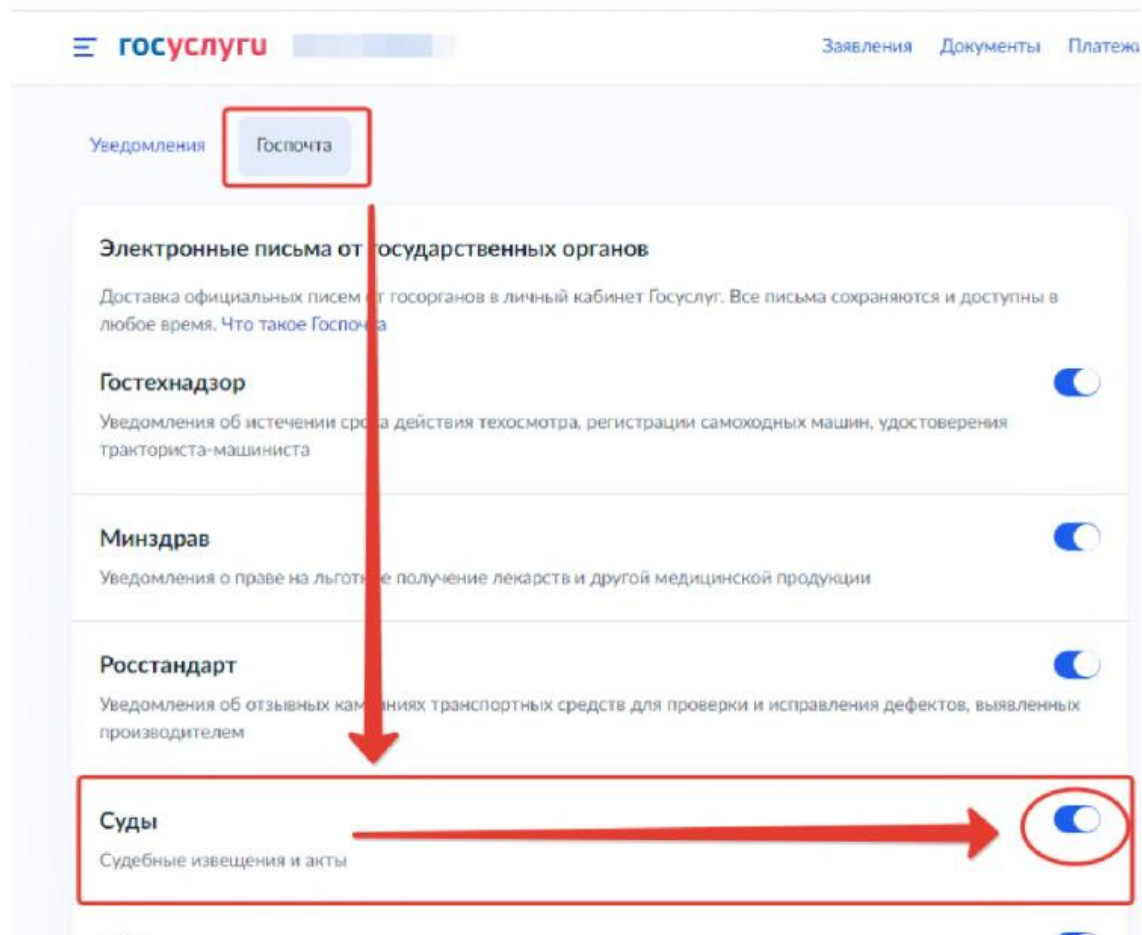 госуслуги
Заявления Документы
Уведомления Госпочта
Электронные письма от государственных органов
Доставка официальных писем от госорганов в личный кабинет Госуслуг. Все письма сохраняются и доступны в
любое время. Что такое Госпочта
Гостехнадзор
Уведомления об истечении срока действия техосмотра, регистрации самоходных машин, удостоверения
тракториста-машиниста
Минздрав
Уведомления о праве на льготное получение лекарств и другой медицинской продукции
Росстандарт
Уведомления об отзывных кампаниях транспортных средств для проверки и исправления дефектов, выявленных
производителем
Суды
Судебные извещения и акты